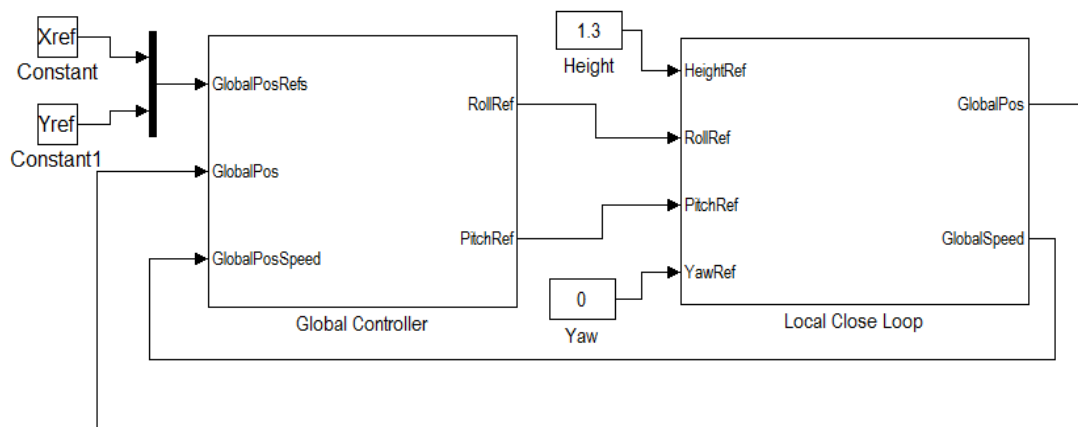 Xref
Constant
Yref
Constant1
GlobalPosRefs
GlobalPos
GlobalPosSpeed
RollRef
PitchRef
Global Controller
1.3
Height
0
Yaw
HeightRef
RollRef
PitchRef
YawRef
GlobalPos
GlobalSpeed
Local Close Loop